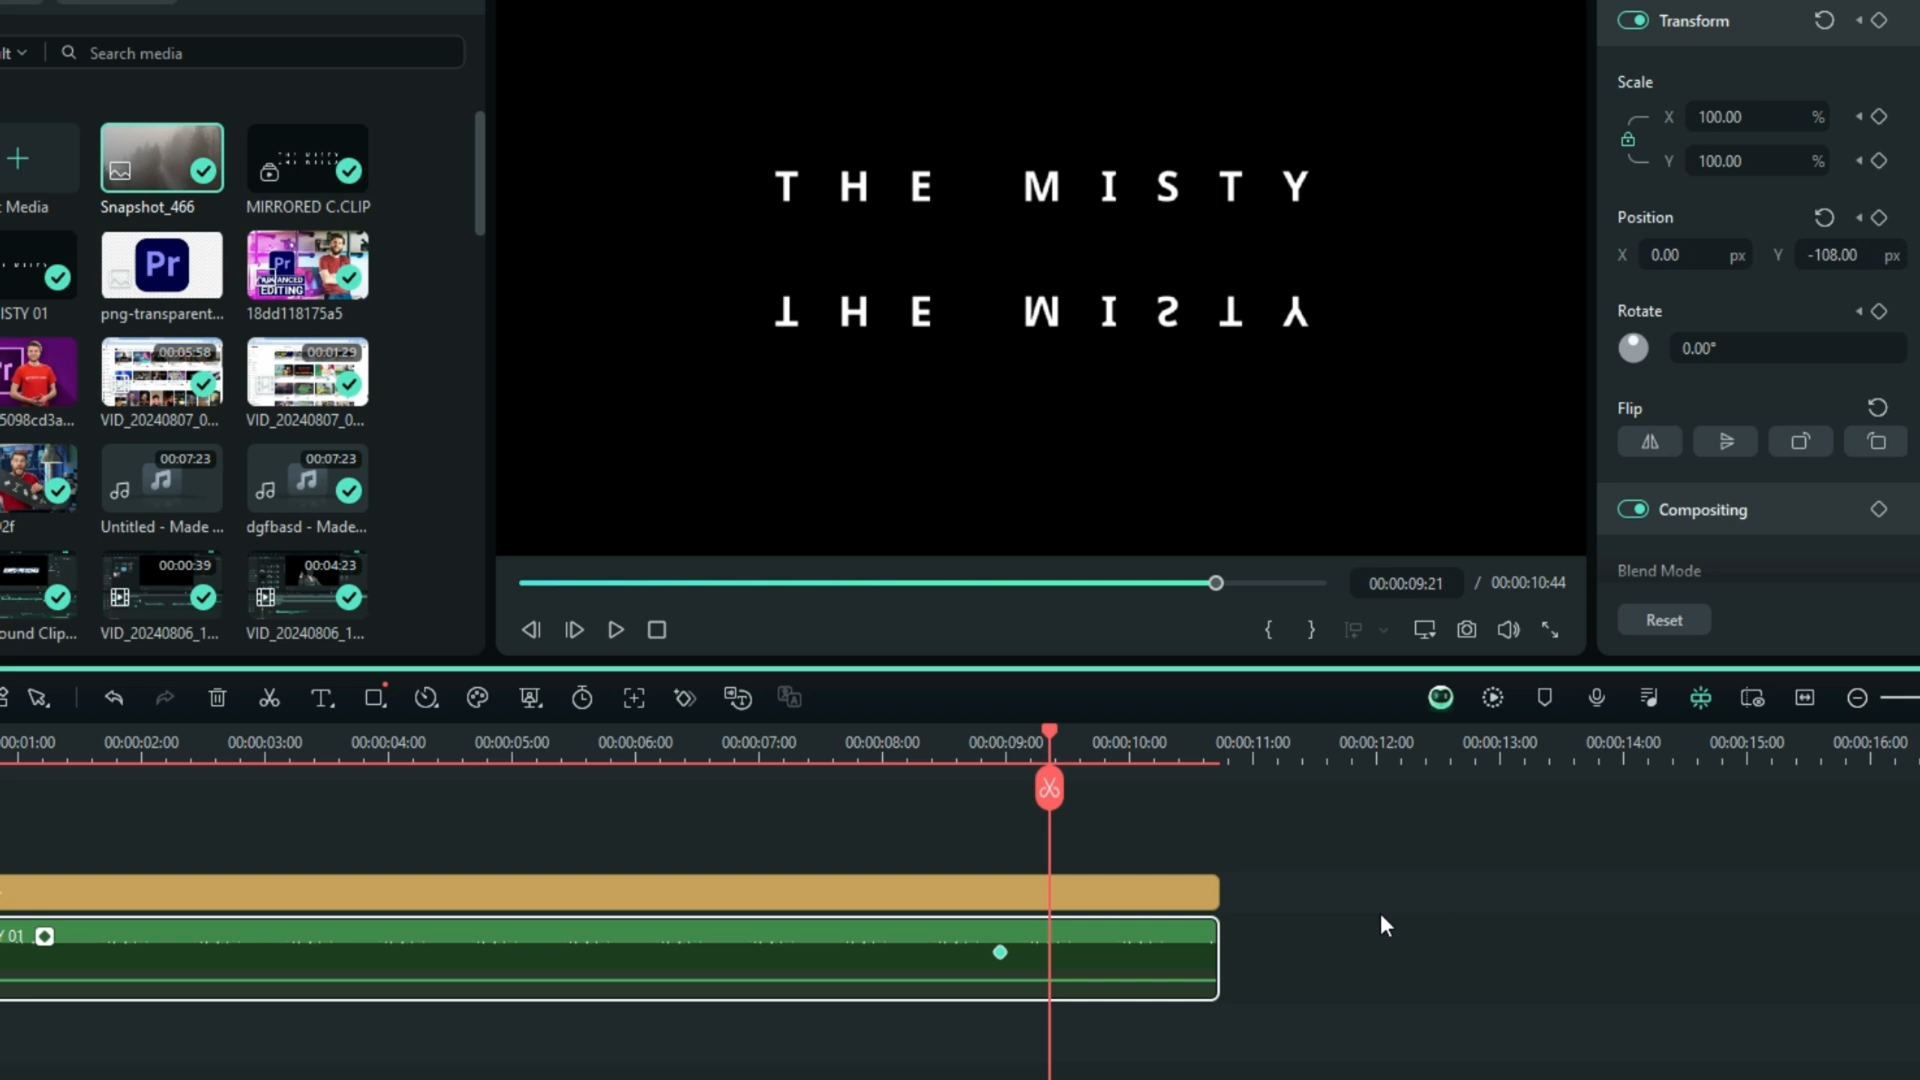 lt
Search media
Transform
Scale
X 100.00 %
Y 100.00 %
Media
Snapshot_466
MIRRORED C.CLIP
Position
X 0.00 px Y -108.00 px
THE MISTY
THE MISTY
Pr
Pr
ADVANCED
EDITING
ISTY 01
png-transparent...
18dd118175a5
Rotate
0.00°
00:05:58
00:01:29
5098cd3a...
VID_20240807_0...
VID_20240807_0...
Flip
00:07:23
00:07:23
2f
Untitled - Made ...
dgfbasd - Made...
Compositing
00:00:39
00:04:23
Blend Mode
00:00:09:21 / 00:00:10:44
ound Clip...
VID_20240806_1...
VID_20240806_1...
Reset
00:00:01:00 00:00:02:00 00:00:03:00 00:00:04:00 00:00:05:00 00:00:06:00 00:00:07:00 00:00:08:00 00:00:09:00 00:00:10:00 00:00:11:00 00:00:12:00 00:00:13:00 00:00:14:00 00:00:15:00 00:00:16:00
Y 01